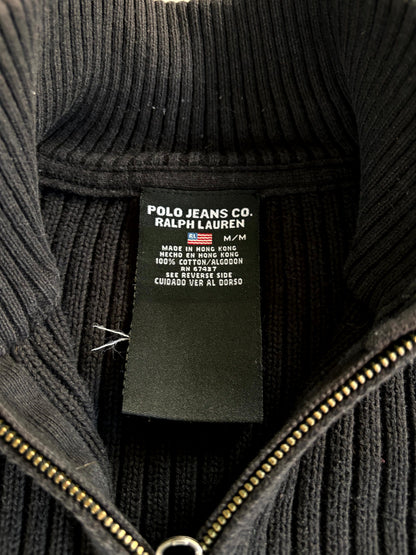 POLO JEANS CO.
RALPH LAUREN
RL M/M
MADE IN HONG KONG
HECHO EN HONG KONG
100% COTTON/ALGODON
RN 67437
SEE REVERSE SIDE
CUIDADO VER AL DORSO